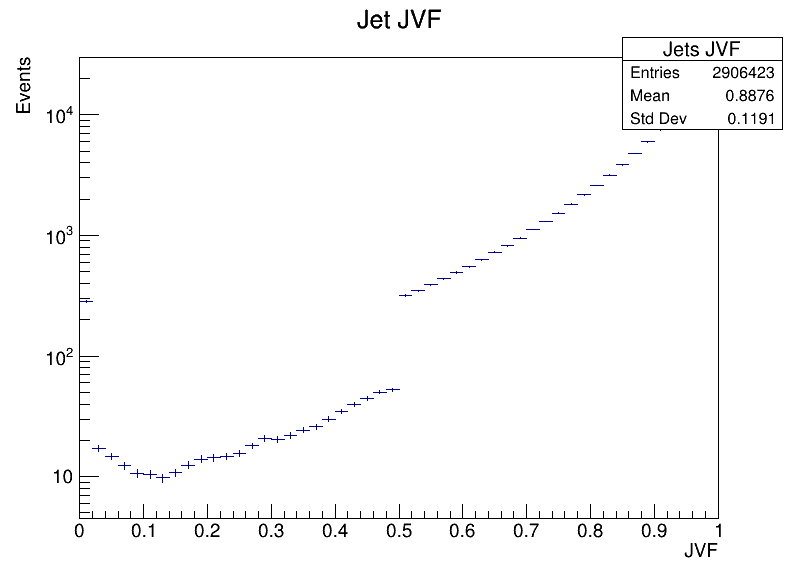 Jet JVF
Jets JVF
Entries 2906423
Mean 0.8876
Std Dev 0.1191
Events
10⁴
10³
10²
10
0 0.1 0.2 0.3 0.4 0.5 0.6 0.7 0.8 0.9 1
JVF